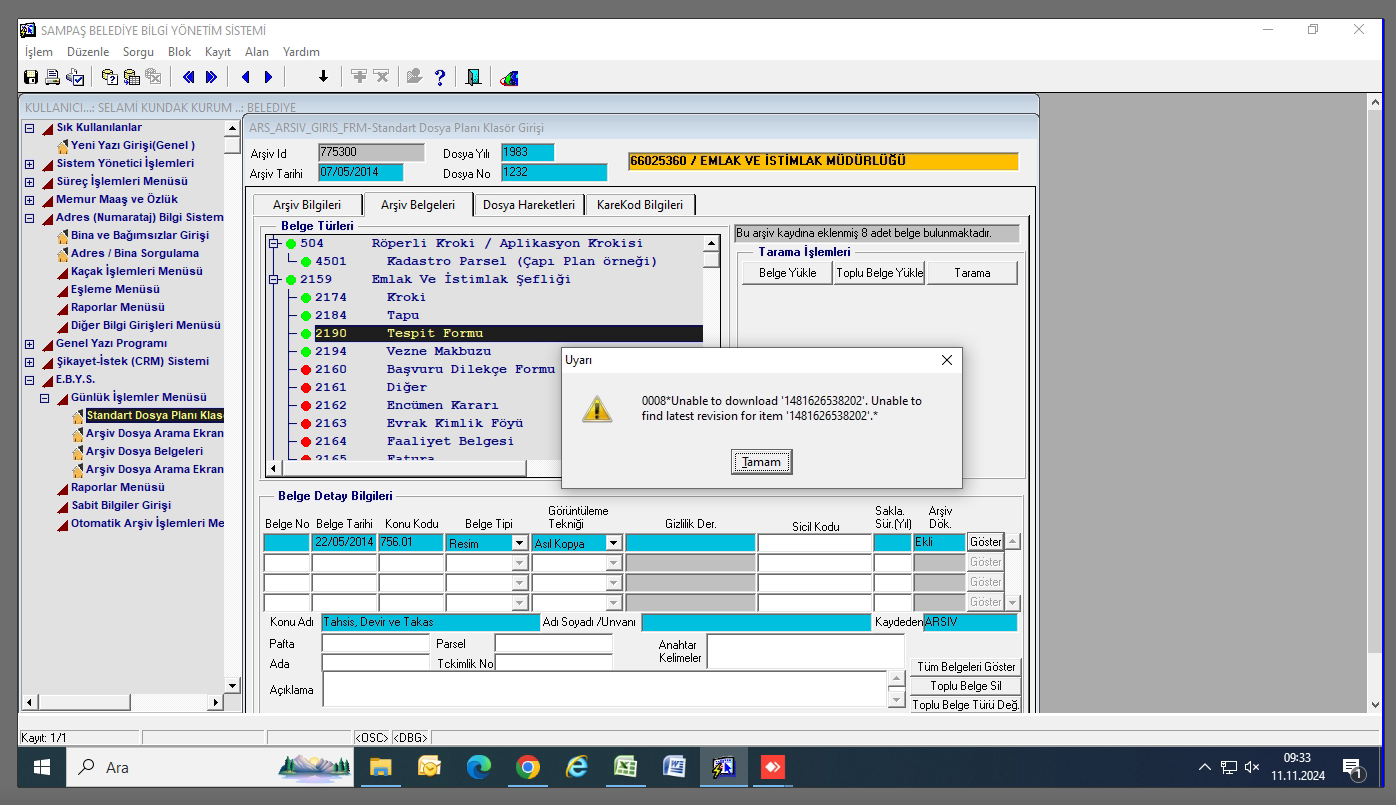 SAMPAŞ BELEDİYE BİLGİ YÖNETİM SİSTEMİ
İşlem Düzenle Sorgu Blok Kayıt Alan Yardım
KULLANICI...: SELAMİ KUNDAK KURUM ..: BELEDİYE
Sık Kullanılanlar
Yeni Yazı Girişi(Genel )
Sistem Yönetici İşlemleri
Süreç İşlemleri Menüsü
Memur Maaş ve Özlük
Adres (Numarataj) Bilgi Sistem
Bina ve Bağımsızlar Girişi
Adres / Bina Sorgulama
Kaçak İşlemleri Menüsü
Eşleme Menüsü
Raporlar Menüsü
Diğer Bilgi Girişleri Menüsü
Genel Yazı Programı
Şikayet-İstek (CRM) Sistemi
E.B.Y.S.
Günlük İşlemler Menüsü
Standart Dosya Planı Klas
Arşiv Dosya Arama Ekran
Arşiv Dosya Belgeleri
Arşiv Dosya Arama Ekran
Raporlar Menüsü
Sabit Bilgiler Girişi
Otomatik Arşiv İşlemleri Me
ARS_ARSIV_GIRIS_FRM-Standart Dosya Planı Klasör Girişi
Arşiv Id 775300 Dosya Yılı 1983
66025360 / EMLAK VE İSTİMLAK MÜDÜRLÜĞÜ
Arşiv Tarihi 07/05/2014 Dosya No 1232
Arşiv Bilgileri Arşiv Belgeleri Dosya Hareketleri KareKod Bilgileri
Belge Türleri
504 Röperli Kroki / Aplikasyon Krokisi
4501 Kadastro Parsel (Çapı Plan örneği)
2159 Emlak Ve İstimlak Şefliği
2174 Kroki
2184 Tapu
2190 Tespit Formu
2194 Vezne Makbuzu
2160 Başvuru Dilekçe Formu
2161 Diğer
2162 Encümen Kararı
2163 Evrak Kimlik Föyü
2164 Faaliyet Belgesi
2165 Fatura
Bu arşiv kaydına eklenmiş 8 adet belge bulunmaktadır.
Tarama İşlemleri
Belge Yükle Toplu Belge Yükle Tarama
Uyarı
0008*Unable to download '1481626538202'. Unable to
find latest revision for item '1481626538202'.*
Tamam
Belge Detay Bilgileri
Belge No Belge Tarihi Konu Kodu Belge Tipi Görüntüleme Tekniği Gizlilik Der. Sicil Kodu Sakla. Sür.(Yıl) Arşiv Dök.
22/05/2014 756.01 Resim Asıl Kopya Ekli Göster
Göster
Göster
Göster
Konu Adı Tahsis, Devir ve Takas Adı Soyadı /Unvanı Kaydeden ARSIV
Pafta Parsel Anahtar Kelimeler
Ada Tckimlik No
Açıklama
Tüm Belgeleri Göster
Toplu Belge Sil
Toplu Belge Türü Değ.
Kayıt: 1/1 <OSC> <DBG>
Ara
09:33
11.11.2024
1